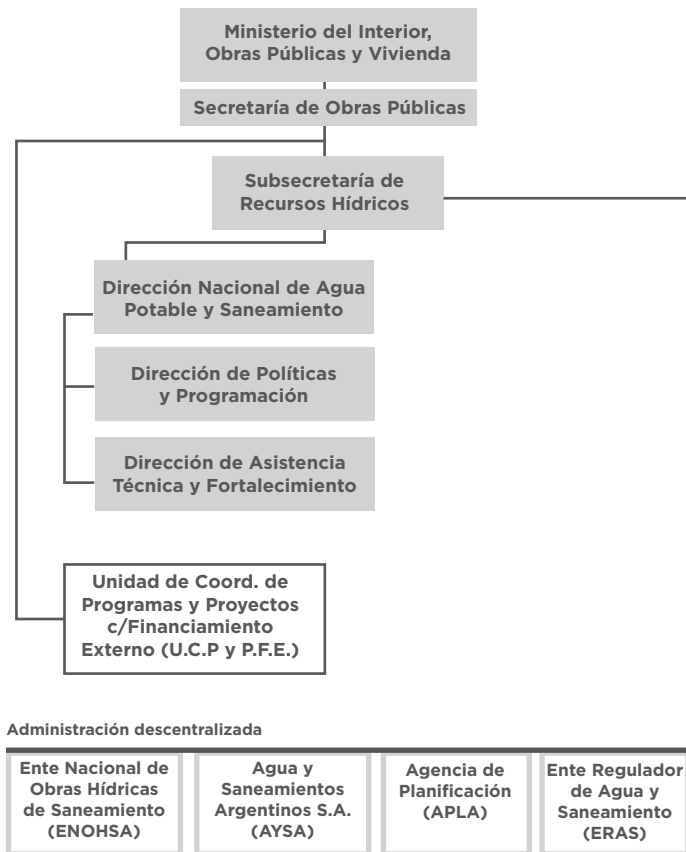 Ministerio del Interior,
Obras Públicas y Vivienda
Secretaría de Obras Públicas
Subsecretaría de
Recursos Hídricos
Dirección Nacional de Agua
Potable y Saneamiento
Dirección de Políticas
y Programación
Dirección de Asistencia
Técnica y Fortalecimiento
Unidad de Coord. de
Programas y Proyectos
c/Financiamiento
Externo (U.C.P y P.F.E.)
Administración descentralizada
Ente Nacional de
Obras Hídricas
de Saneamiento
(ENOHSA)
Agua y
Saneamientos
Argentinos S.A.
(AYSA)
Agencia de
Planificación
(APLA)
Ente Regulador
de Agua y
Saneamiento
(ERAS)